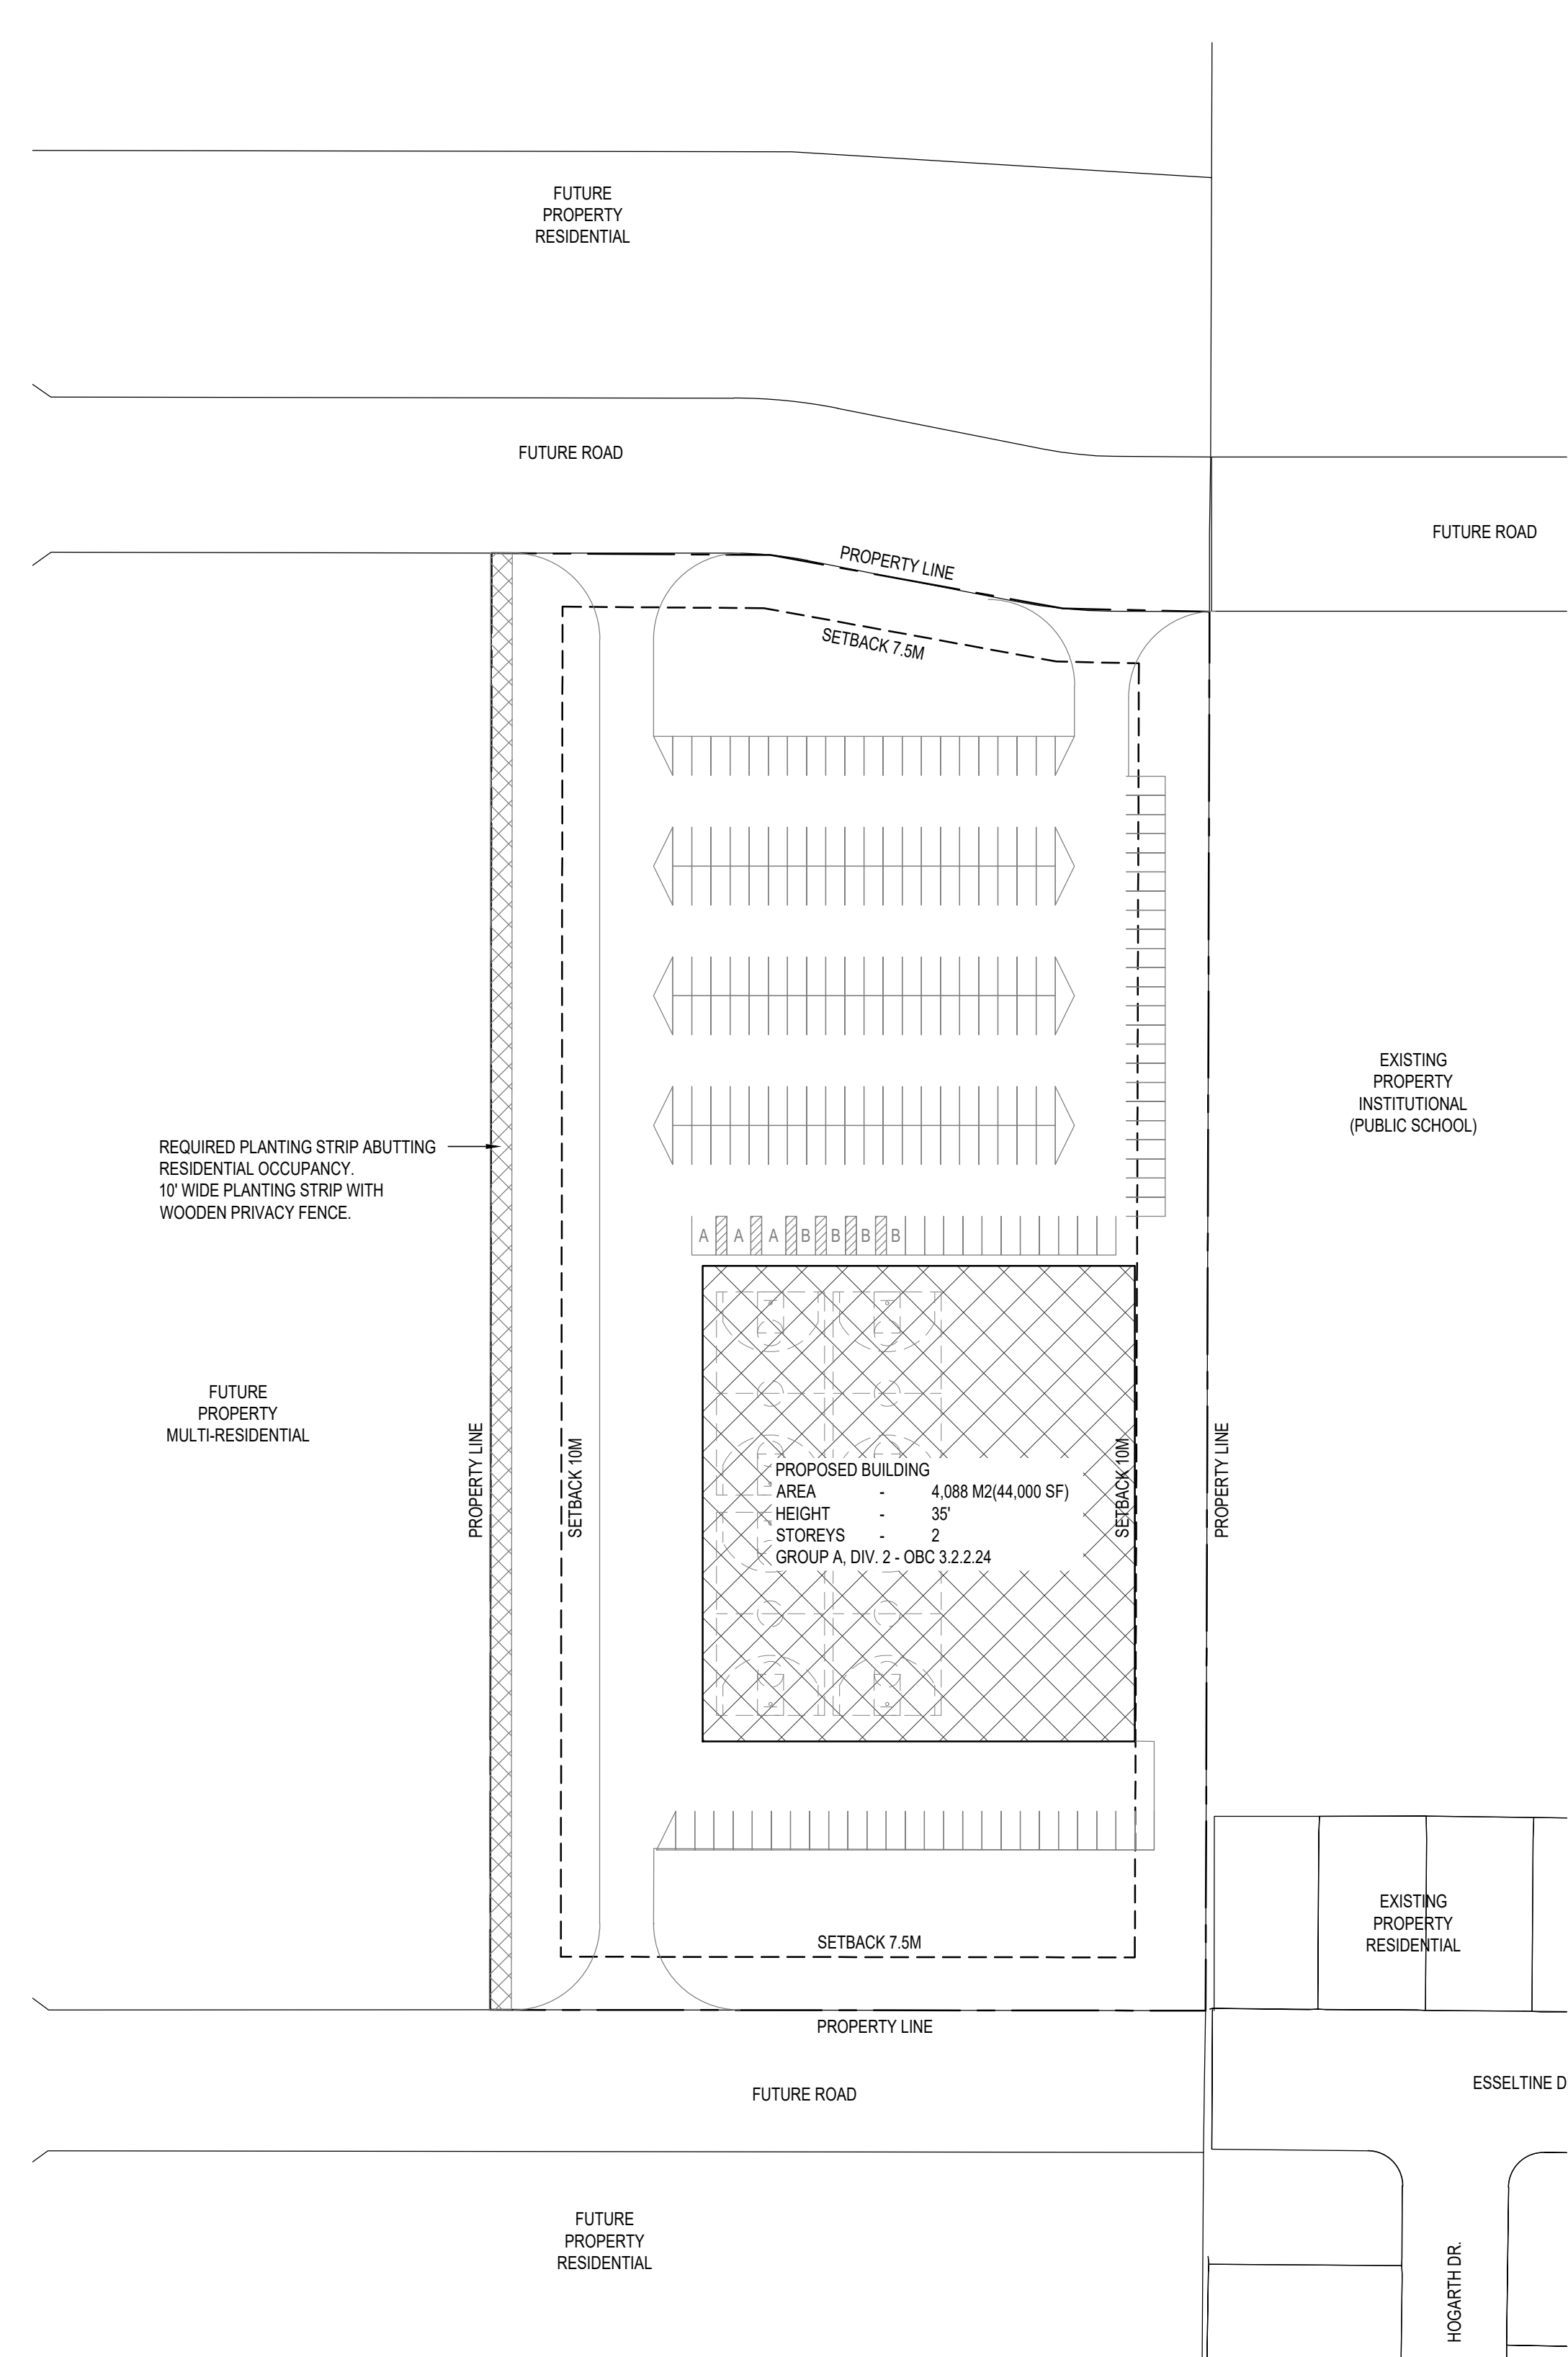 FUTURE
PROPERTY
RESIDENTIAL
FUTURE ROAD
FUTURE ROAD
PROPERTY LINE
SETBACK 7.5M
EXISTING
PROPERTY
INSTITUTIONAL
(PUBLIC SCHOOL)
REQUIRED PLANTING STRIP ABUTTING
RESIDENTIAL OCCUPANCY.
10' WIDE PLANTING STRIP WITH
WOODEN PRIVACY FENCE.
A A A B B B B
FUTURE
PROPERTY
MULTI-RESIDENTIAL
PROPERTY LINE
SETBACK 10M
PROPOSED BUILDING
AREA - 4,088 M2(44,000 SF)
HEIGHT - 35'
STOREYS - 2
GROUP A, DIV. 2 - OBC 3.2.2.24
SETBACK 10M
PROPERTY LINE
EXISTING
PROPERTY
RESIDENTIAL
SETBACK 7.5M
PROPERTY LINE
FUTURE ROAD
ESSELTINE D
FUTURE
PROPERTY
RESIDENTIAL
HOGARTH DR.